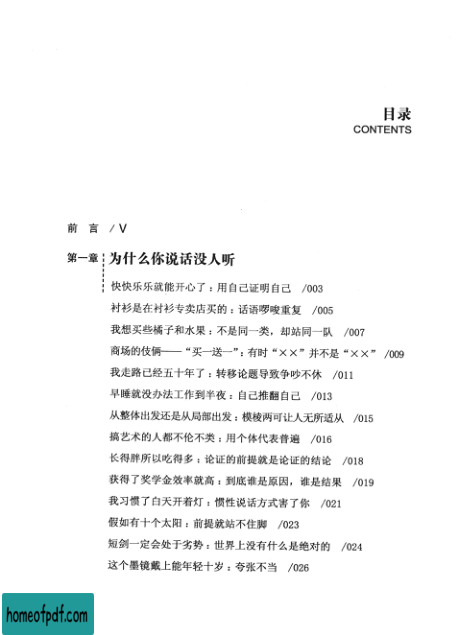 目录
CONTENTS
前 言 / V
第一章 为什么你说话没人听
快快乐乐就能开心了：用自己证明自己 /003
衬衫是在衬衫专卖店买的：话语啰唆重复 /005
我想买些橘子和水果：不是同一类，却站同一队 /007
商场的伎俩——“买一送一”：有时“××”并不是“××” /009
我走路已经五十年了：转移论题导致争吵不休 /011
早睡就没办法工作到半夜：自己推翻自己 /013
从整体出发还是从局部出发：模棱两可让人无所适从 /015
搞艺术的人都不伦不类：用个体代表普遍 /016
长得胖所以吃得多：论证的前提就是论证的结论 /018
获得了奖学金效率就高：到底谁是原因，谁是结果 /019
我习惯了白天开着灯：惯性说话方式害了你 /021
假如有十个太阳：前提就站不住脚 /023
短剑一定会处于劣势：世界上没有什么是绝对的 /024
这个墨镜戴上能年轻十岁：夸张不当 /026
homeofpdf.com